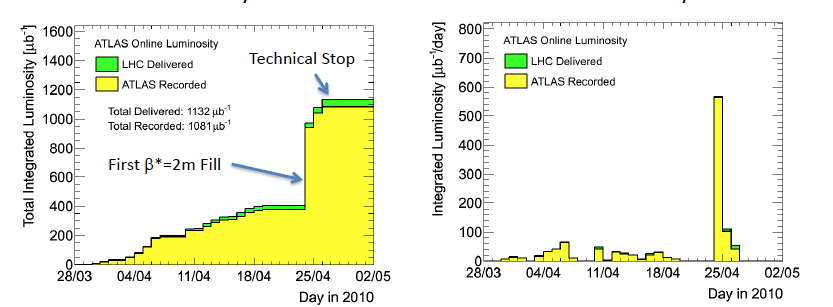 Total Integrated Luminosity [μb⁻¹]
1600
1400
1200
1000
800
600
400
200
0
ATLAS Online Luminosity
LHC Delivered
ATLAS Recorded
Total Delivered: 1132 μb⁻¹
Total Recorded: 1081 μb⁻¹
Technical Stop
First β*=2m Fill
28/03 04/04 11/04 18/04 25/04 02/05
Day in 2010
Integrated Luminosity [μb⁻¹/day]
800
700
600
500
400
300
200
100
0
ATLAS Online Luminosity
LHC Delivered
ATLAS Recorded
28/03 04/04 11/04 18/04 25/04 02/05
Day in 2010